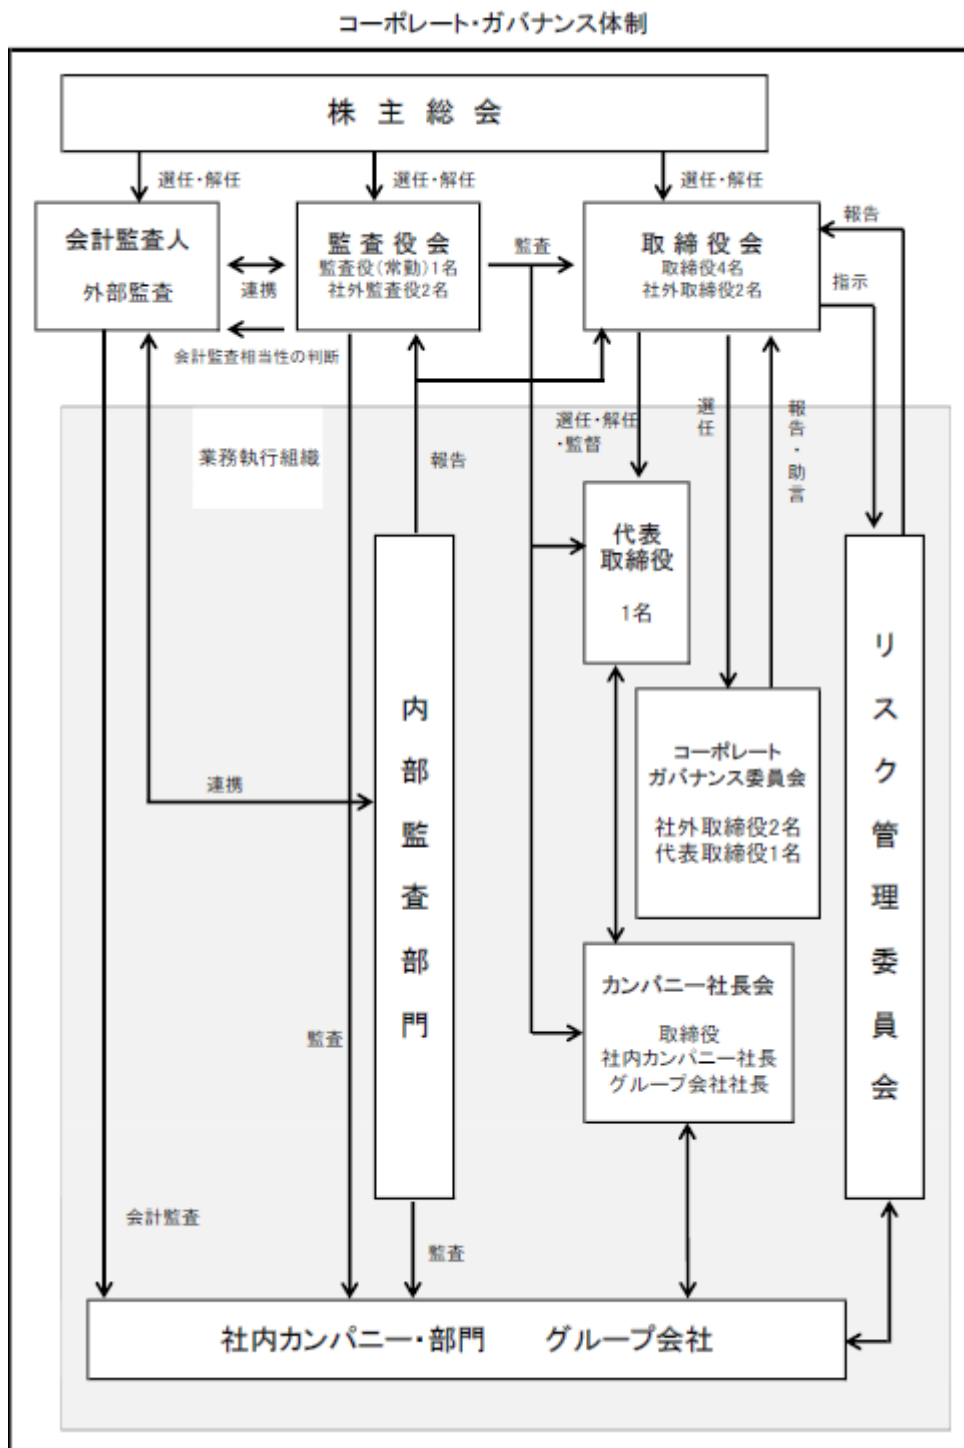 コーポレート・ガバナンス体制
株主総会
選任・解任
選任・解任
選任・解任
会計監査人
外部監査
連携
会計監査相当性の判断
監査役会
監査役(常勤)1名
社外監査役2名
監査
取締役会
取締役4名
社外取締役2名
報告
指示
業務執行組織
報告
選任・解任
・監督
選任
報告・助言
代表
取締役
1名
コーポレート
ガバナンス委員会
社外取締役2名
代表取締役1名
リスク管理委員会
内部監査部門
連携
カンパニー社長会
取締役
社内カンパニー社長
グループ会社社長
監査
会計監査
監査
社内カンパニー・部門　グループ会社